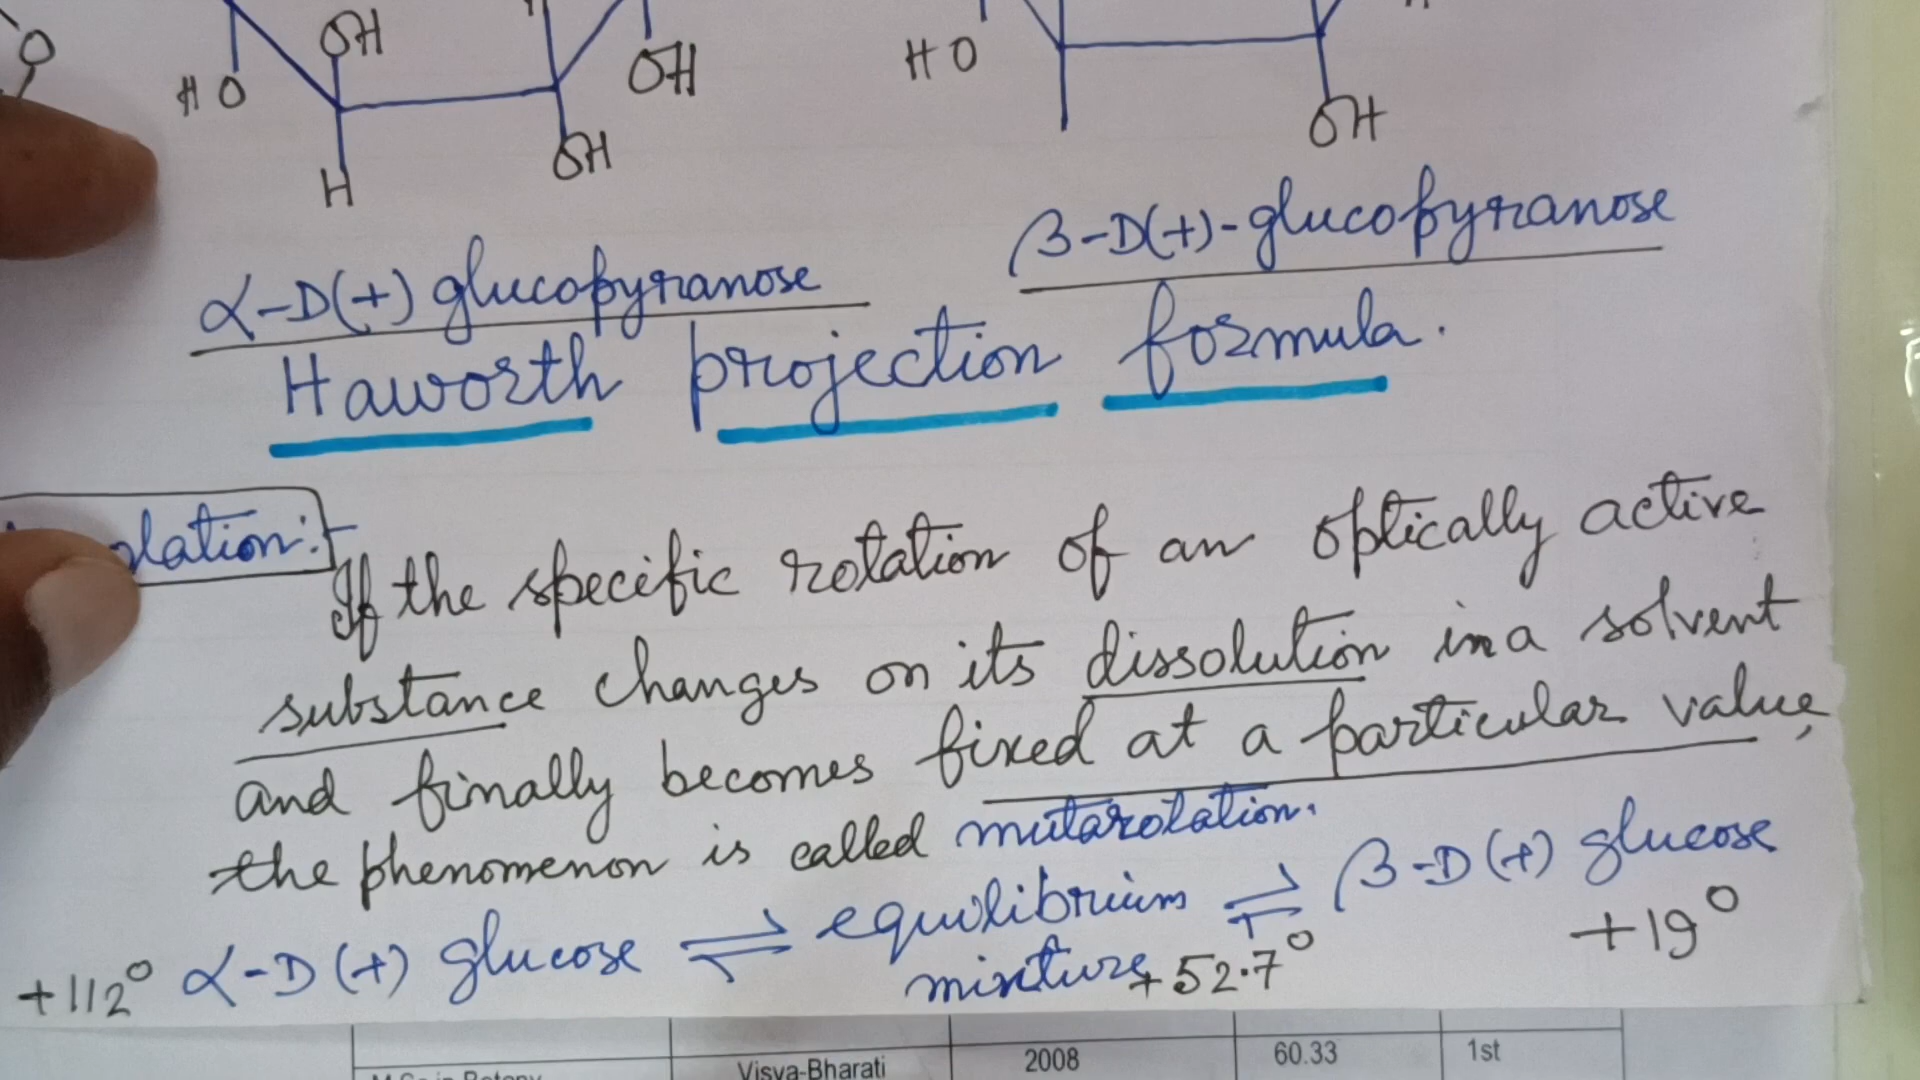 O
OH
HO
OH
HO
OH
OH
H
α-D(+) glucopyranose
β-D(+)-glucopyranose
Haworth projection formula.
If the specific rotation of an optically active
substance changes on its dissolution in a solvent
and finally becomes fixed at a particular value,
the phenomenon is called mutarotation.
+112° α-D(+) glucose ⇌ equilibrium ⇌ β-D(+) glucose
mixture +52.7° +19°
Visva-Bharati 2008 60.33 1st